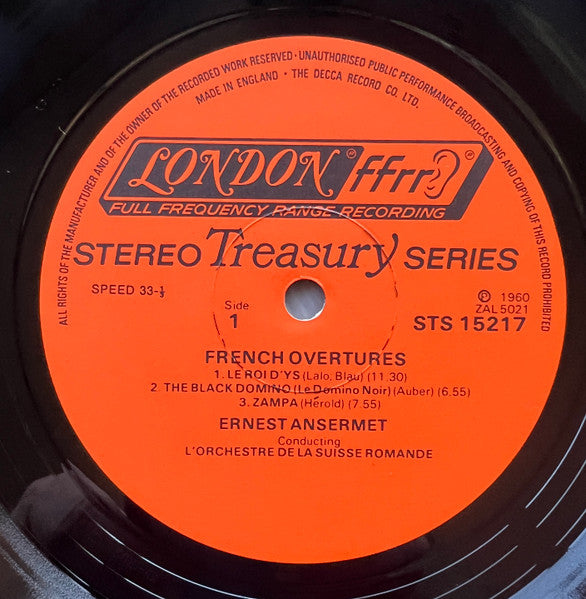 ALL RIGHTS OF THE MANUFACTURER AND OF THE OWNER OF THE RECORDED WORK RESERVED · UNAUTHORISED PUBLIC PERFORMANCE BROADCASTING AND COPYING OF THIS RECORD PROHIBITED
MADE IN ENGLAND · THE DECCA RECORD CO. LTD.
LONDON ® ffrr ®
FULL FREQUENCY RANGE RECORDING
STEREO Treasury SERIES
SPEED 33-⅓
Side
1
Ⓟ 1960
ZAL 5021
STS 15217
FRENCH OVERTURES
1. LE ROI D'YS (Lalo, Blau) (11.30)
2. THE BLACK DOMINO (Le Domino Noir) (Auber) (6.55)
3. ZAMPA (Hérold) (7.55)
ERNEST ANSERMET
Conducting
L'ORCHESTRE DE LA SUISSE ROMANDE